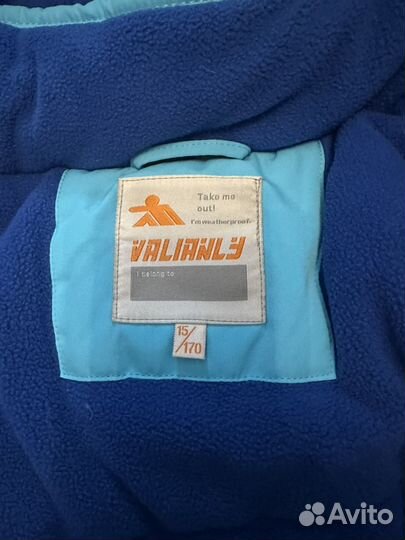 Take me
out!
I'm weatherproof.
VALIANLY
I belong to
15/
170
Avito